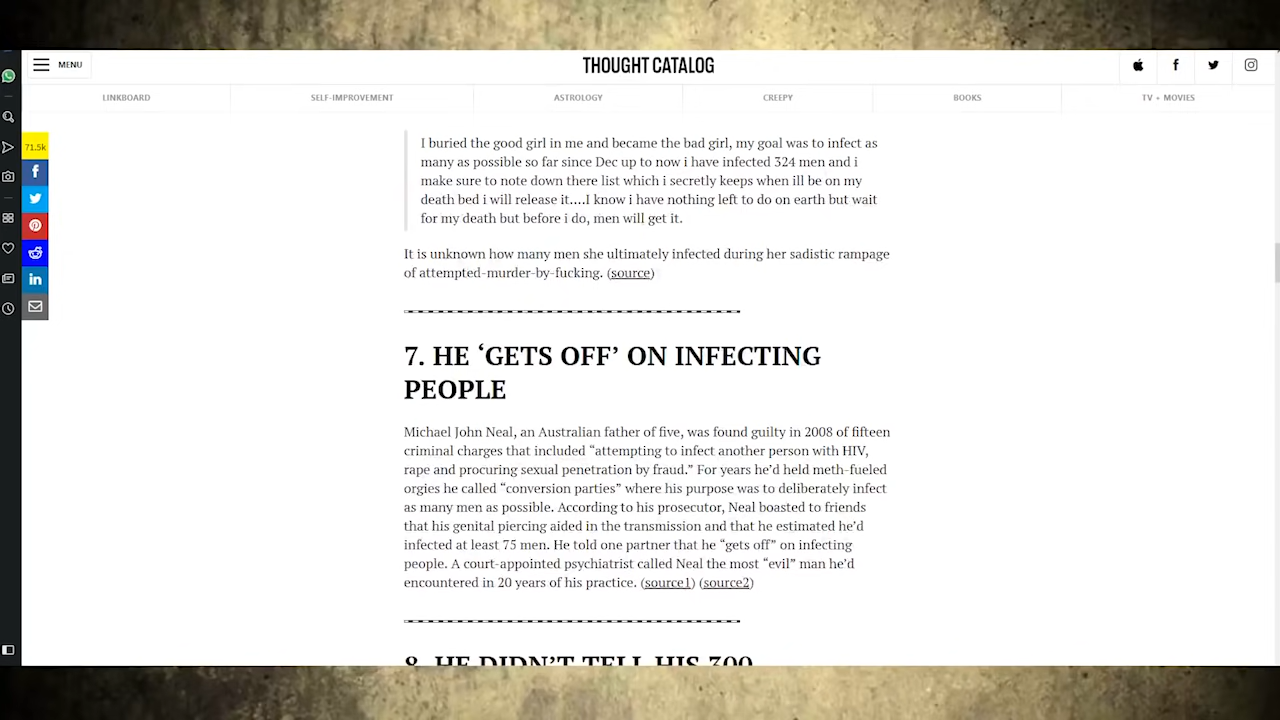 MENU
THOUGHT CATALOG
LINKBOARD
SELF-IMPROVEMENT
ASTROLOGY
CREEPY
BOOKS
TV + MOVIES
71.5k
I buried the good girl in me and became the bad girl, my goal was to infect as
many as possible so far since Dec up to now i have infected 324 men and i
make sure to note down there list which i secretly keeps when ill be on my
death bed i will release it….I know i have nothing left to do on earth but wait
for my death but before i do, men will get it.
It is unknown how many men she ultimately infected during her sadistic rampage
of attempted-murder-by-fucking. (source)
7. HE ‘GETS OFF’ ON INFECTING
PEOPLE
Michael John Neal, an Australian father of five, was found guilty in 2008 of fifteen
criminal charges that included “attempting to infect another person with HIV,
rape and procuring sexual penetration by fraud.” For years he’d held meth-fueled
orgies he called “conversion parties” where his purpose was to deliberately infect
as many men as possible. According to his prosecutor, Neal boasted to friends
that his genital piercing aided in the transmission and that he estimated he’d
infected at least 75 men. He told one partner that he “gets off” on infecting
people. A court-appointed psychiatrist called Neal the most “evil” man he’d
encountered in 20 years of his practice. (source1) (source2)
8. HE DIDN’T TELL HIS 300